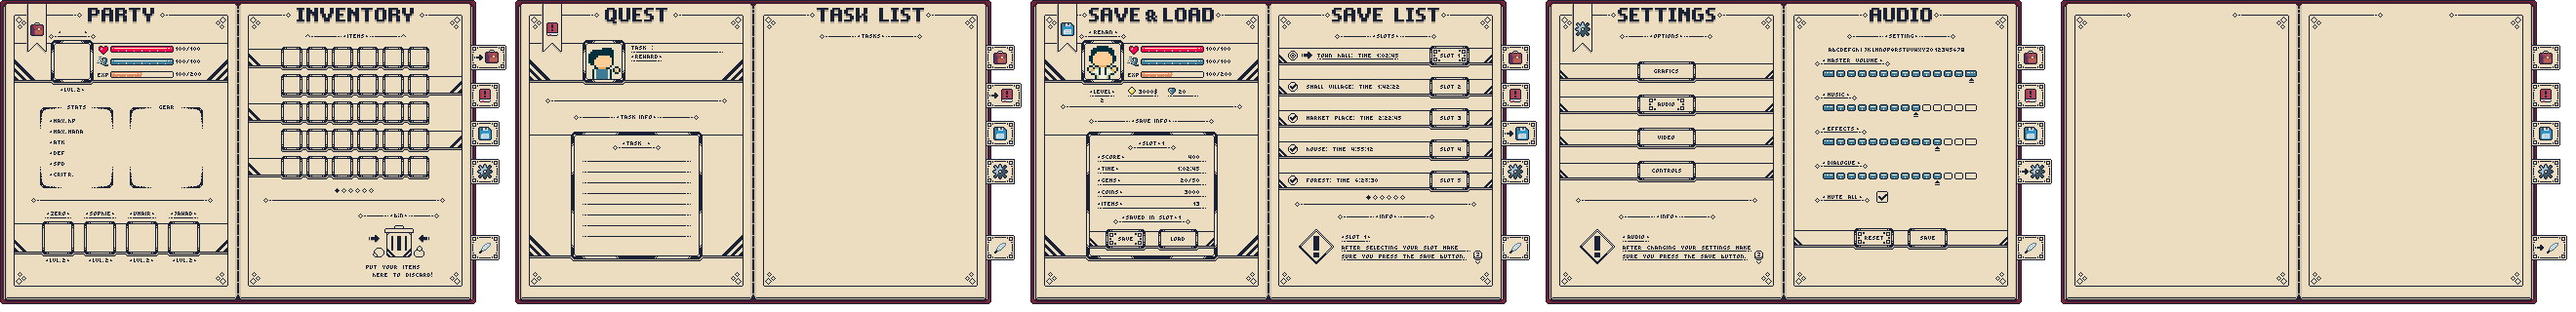 PARTY
100/100
100/100
EXP 100/200
LVL.2
STATS
GEAR
MAX.HP
MAX.MANA
ATK
DEF
SPD
CRIT R.
ZERO
SOPHIE
UMAIR
LVL.2
LVL.2
LVL.2
LVL.2
INVENTORY
ITEMS
BIN
PUT YOUR ITEMS
HERE TO DISCARD!
QUEST
TASK :
REWARD
TASK INFO
TASK
TASK LIST
TASKS
SAVE & LOAD
REHAN
100/100
100/100
EXP 100/200
LEVEL
2
3000$
20
SAVE INFO
SLOT 1
SCORE 400
TIME 1:02:45
GEMS 20/50
COINS 3000
ITEMS 13
SAVED IN SLOT 1
SAVE
LOAD
SAVE LIST
SLOTS
TOWN HALL: TIME 1:02:45
SLOT 1
SMALL VILLAGE: TIME 1:42:22
SLOT 2
MARKET PLACE: TIME 2:22:45
SLOT 3
HOUSE: TIME 4:55:12
SLOT 4
FOREST: TIME 6:28:30
SLOT 5
INFO
SLOT 1
AFTER SELECTING YOUR SLOT MAKE
SURE YOU PRESS THE SAVE BUTTON.
SETTINGS
OPTIONS
GRAFICS
AUDIO
VIDEO
CONTROLS
INFO
AUDIO
AFTER CHANGING YOUR SETTINGS MAKE
SURE YOU PRESS THE SAVE BUTTON.
AUDIO
SETTING
MASTER VOLUME
MUSIC
EFFECTS
DIALOGUE
MUTE ALL
RESET
SAVE